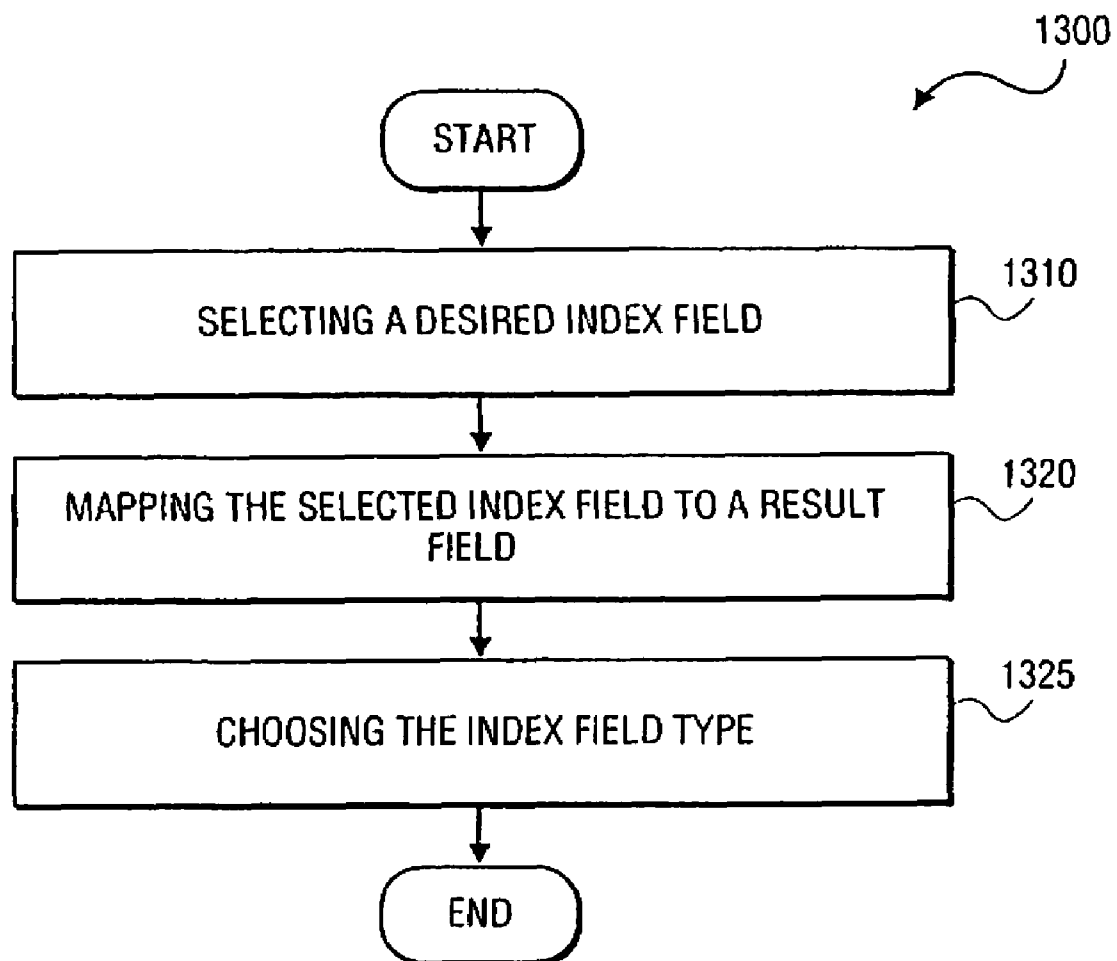 1300
START
SELECTING A DESIRED INDEX FIELD
1310
MAPPING THE SELECTED INDEX FIELD TO A RESULT
FIELD
1320
CHOOSING THE INDEX FIELD TYPE
1325
END